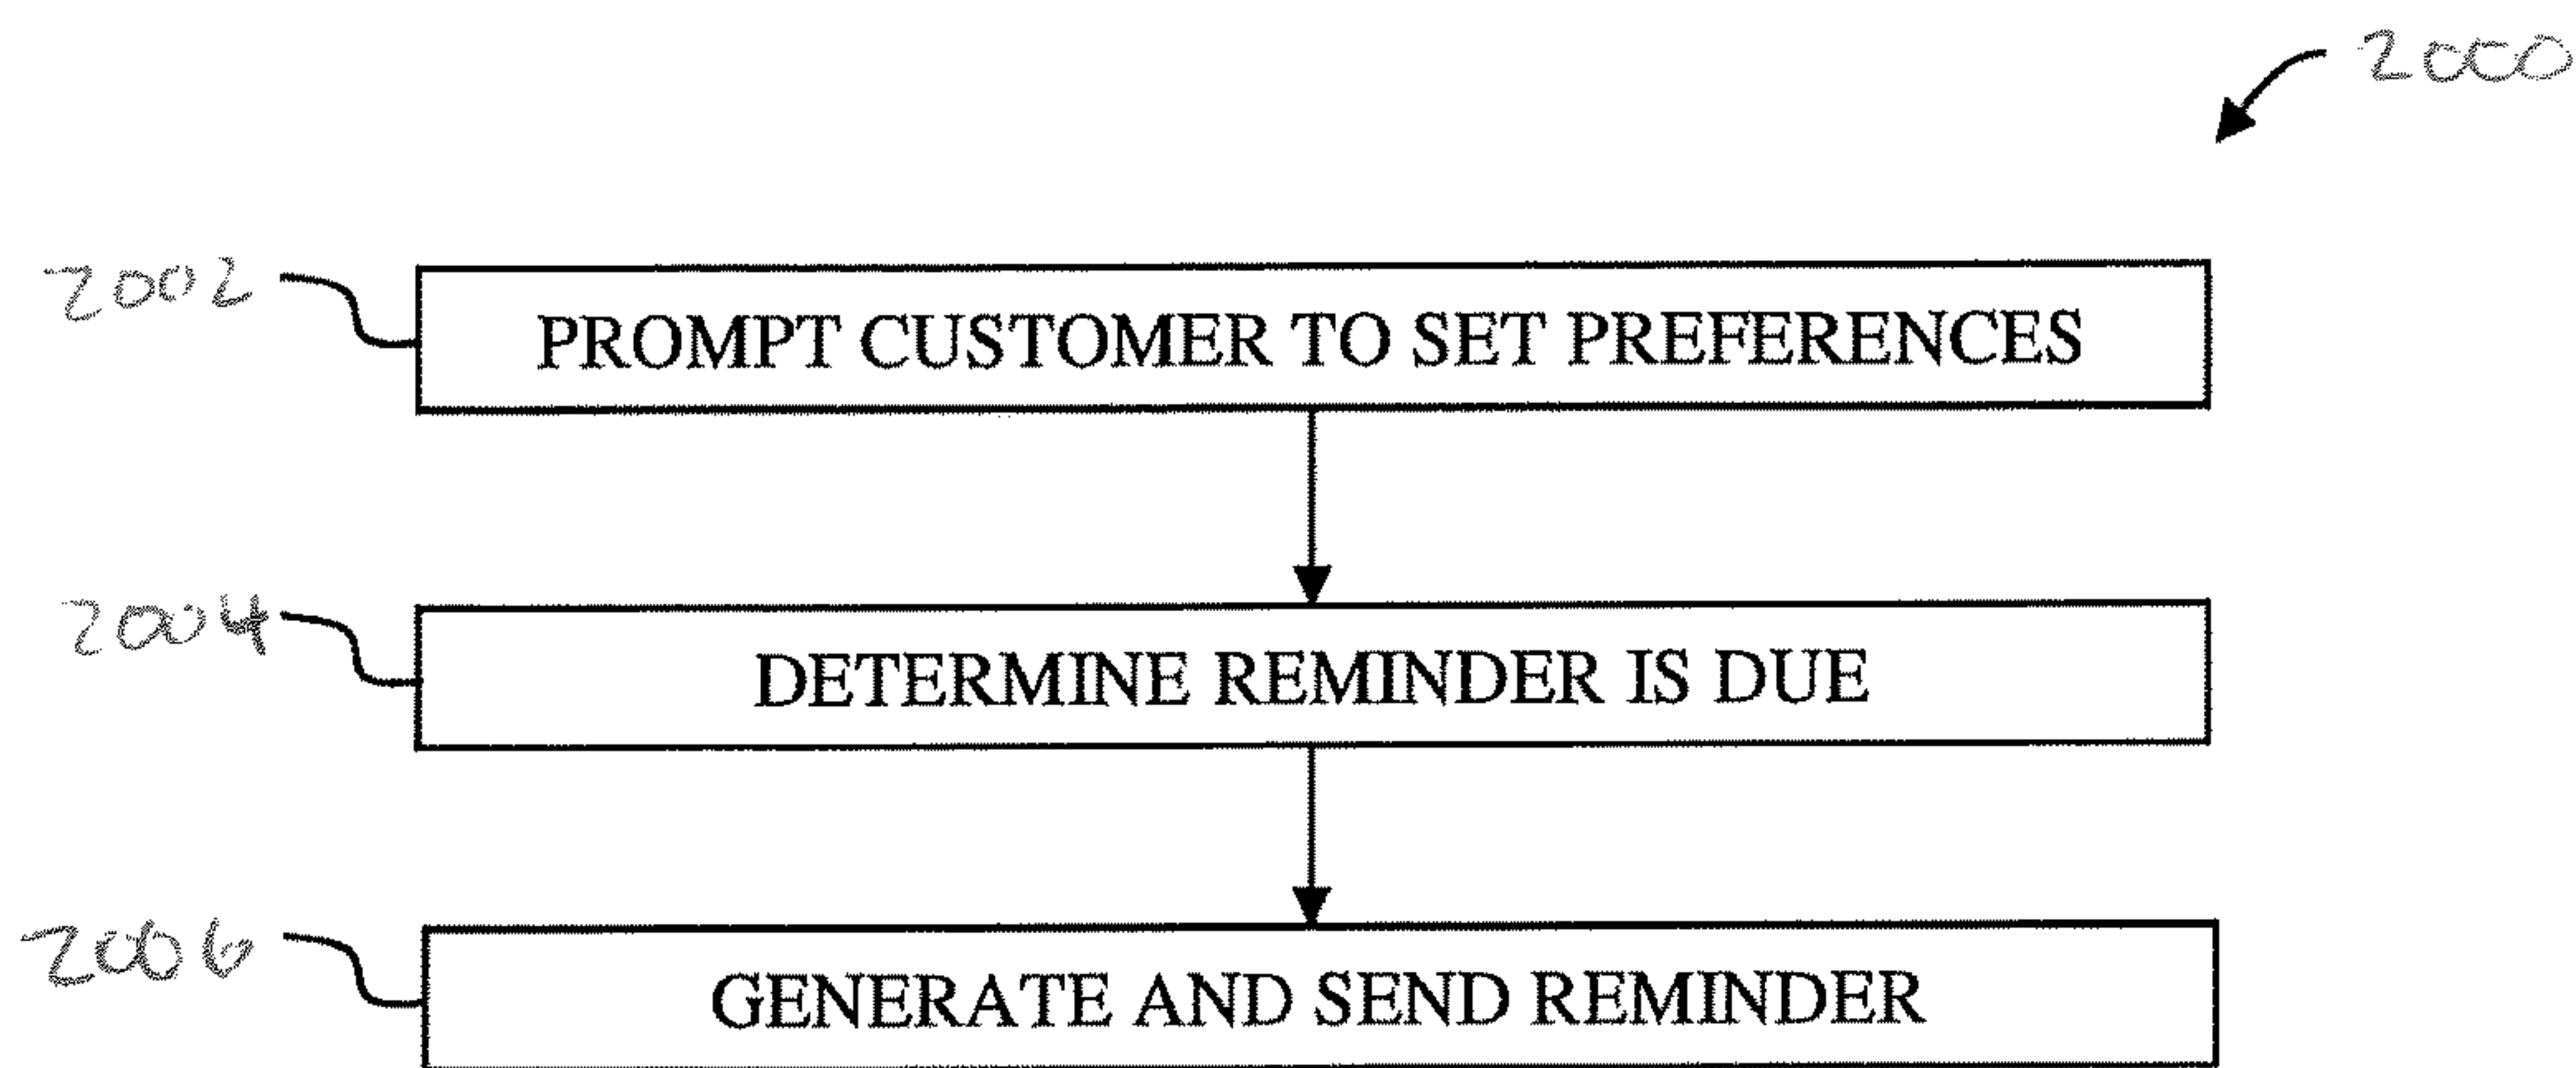 2000
2002
PROMPT CUSTOMER TO SET PREFERENCES
2004
DETERMINE REMINDER IS DUE
2006
GENERATE AND SEND REMINDER